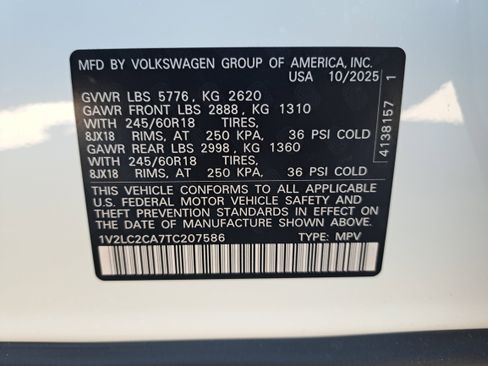 MFD BY VOLKSWAGEN GROUP OF AMERICA, INC.
USA 10/2025
GVWR LBS 5776, KG 2620
GAWR FRONT LBS 2888, KG 1310
WITH 245/60R18 TIRES,
8JX18 RIMS, AT 250 KPA, 36 PSI COLD
GAWR REAR LBS 2998, KG 1360
WITH 245/60R18 TIRES,
8JX18 RIMS, AT 250 KPA, 36 PSI COLD
THIS VEHICLE CONFORMS TO ALL APPLICABLE
U.S. FEDERAL MOTOR VEHICLE SAFETY AND
THEFT PREVENTION STANDARDS IN EFFECT ON
THE DATE OF MANUFACTURE SHOWN ABOVE.
1V2LC2CA7TC207586 TYPE: MPV
4138157 1